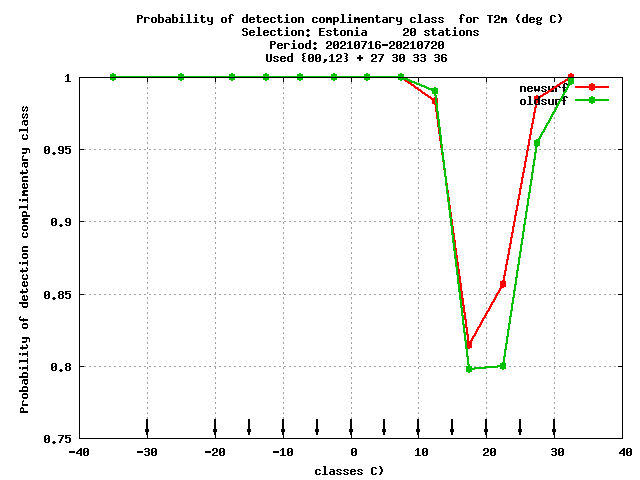 Probability of detection complimentary class  for T2m (deg C)
Selection: Estonia     20 stations
Period: 20210716-20210720
Used {00,12} + 27 30 33 36
Probability of detection complimentary class
1
0.95
0.9
0.85
0.8
0.75
newsurf
oldsurf
-40 -30 -20 -10 0 10 20 30 40
classes C)